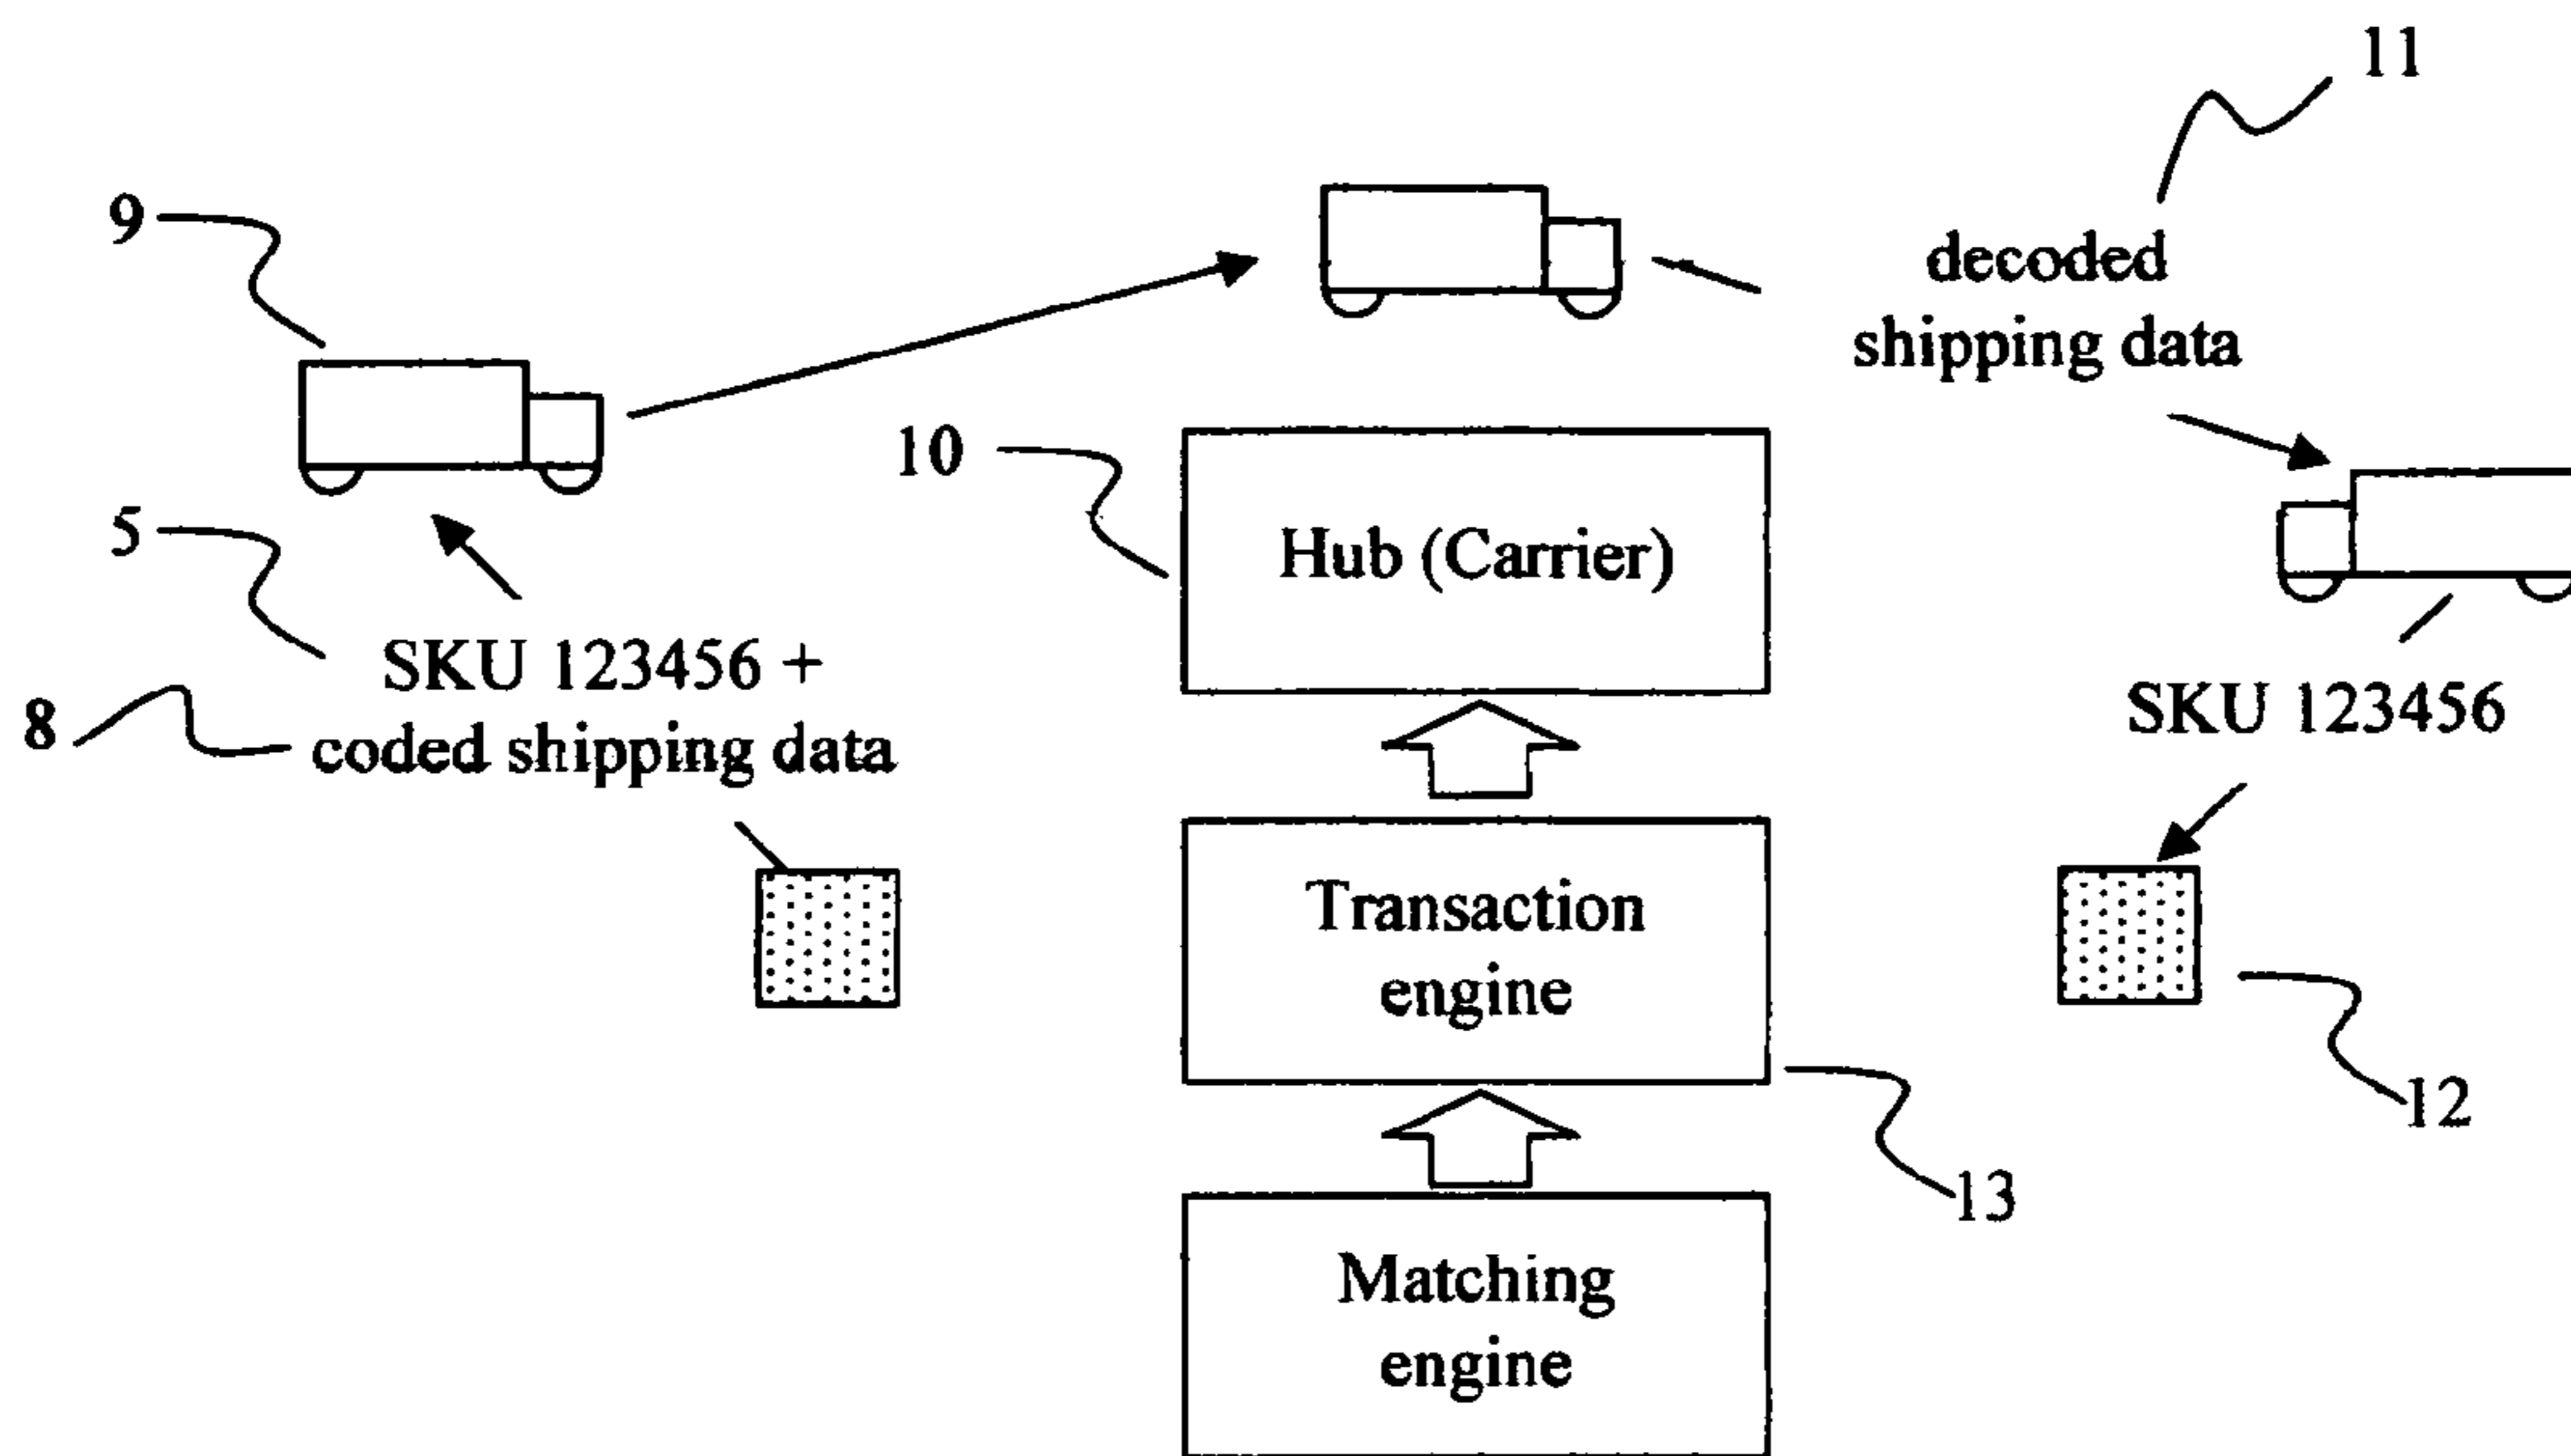 11
9
decoded
shipping data
10
Hub (Carrier)
5
SKU 123456 +
8
coded shipping data
SKU 123456
Transaction
engine
12
13
Matching
engine